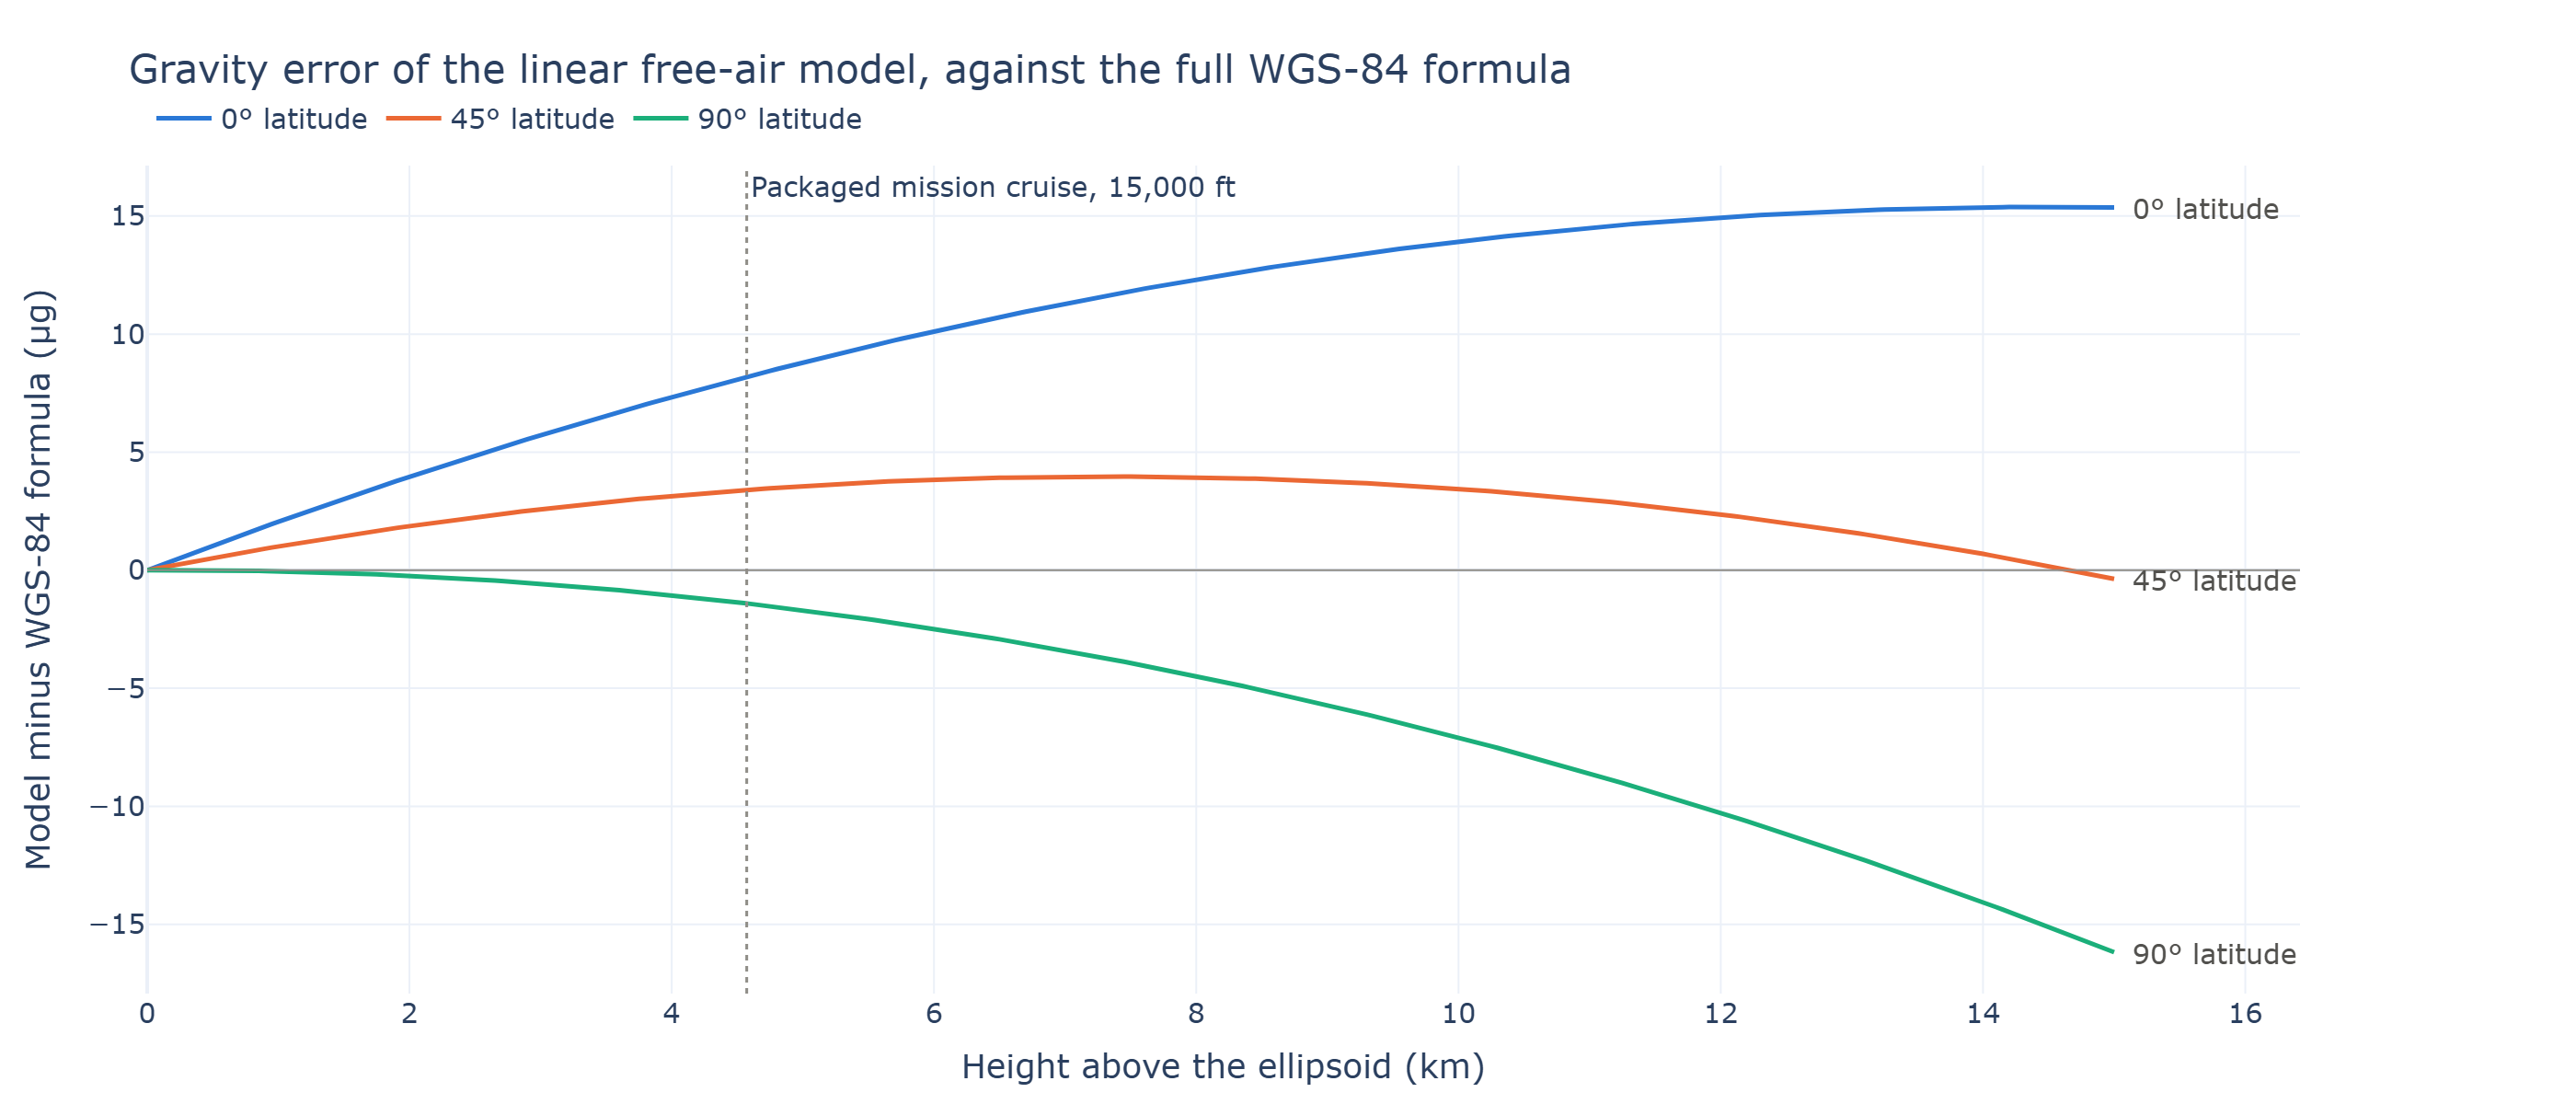 Gravity error of the linear free-air model, against the full WGS-84 formula
0° latitude
45° latitude
90° latitude
Packaged mission cruise, 15,000 ft
Model minus WGS-84 formula (μg)
15
10
5
0
−5
−10
−15
0° latitude
45° latitude
90° latitude
0
2
4
6
8
10
12
14
16
Height above the ellipsoid (km)